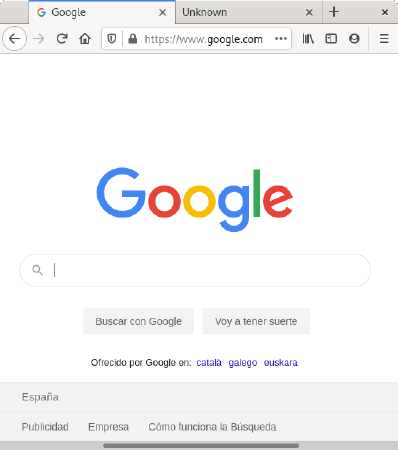 Google Unknown
https://www.google.com
Google
Buscar con Google Voy a tener suerte
Ofrecido por Google en: català galego euskara
España
Publicidad Empresa Cómo funciona la Búsqueda